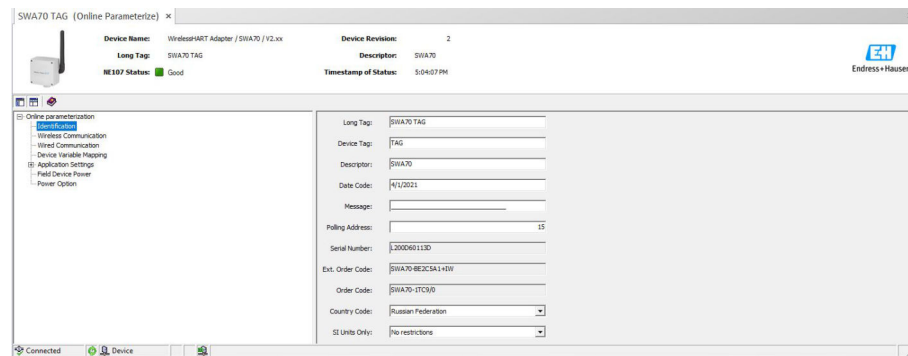 SWA70 TAG (Online Parameterize) ×
Device Name: WirelessHART Adapter / SWA70 / V2.xx
Device Revision: 2
Long Tag: SWA70 TAG
Descriptor: SWA70
NE107 Status: Good
Timestamp of Status: 5:04:07 PM
EH
Endress+Hauser
Online parameterization
Identification
Wireless Communication
Wired Communication
Device Variable Mapping
Application Settings
Field Device Power
Power Option
Long Tag: SWA70 TAG
Device Tag: TAG
Descriptor: SWA70
Date Code: 4/1/2021
Message:
Polling Address: 15
Serial Number: L200D60113D
Ext. Order Code: SWA70-BE2C5A1+IW
Order Code: SWA70-1TC9/0
Country Code: Russian Federation
SI Units Only: No restrictions
Connected
Device